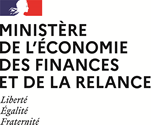 MINISTÈRE
DE L'ÉCONOMIE
DES FINANCES
ET DE LA RELANCE
Liberté
Égalité
Fraternité